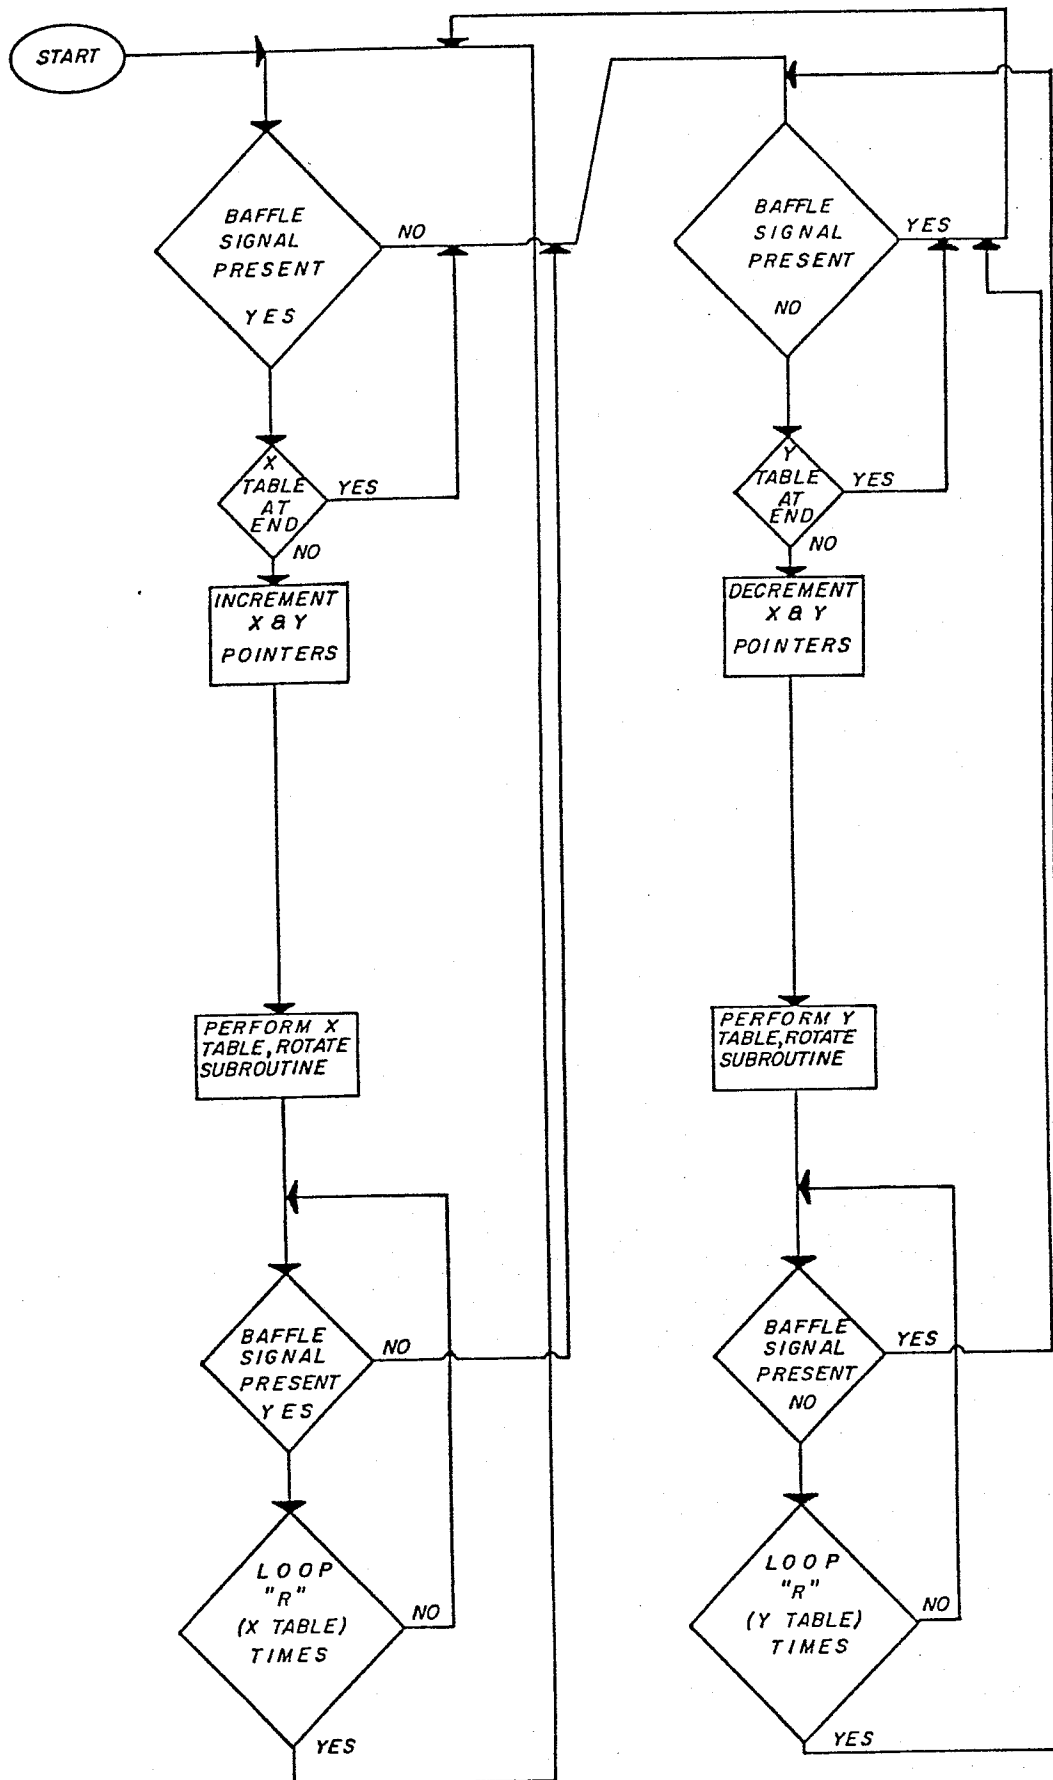 START
BAFFLE
SIGNAL
PRESENT
YES
NO
X
TABLE
AT
END
YES
NO
INCREMENT
X & Y
POINTERS
PERFORM X
TABLE, ROTATE
SUBROUTINE
BAFFLE
SIGNAL
PRESENT
YES
NO
LOOP
"R"
(X TABLE)
TIMES
NO
YES
BAFFLE
SIGNAL
PRESENT
NO
YES
Y
TABLE
AT
END
YES
NO
DECREMENT
X & Y
POINTERS
PERFORM Y
TABLE, ROTATE
SUBROUTINE
BAFFLE
SIGNAL
PRESENT
NO
YES
LOOP
"R"
(Y TABLE)
TIMES
NO
YES